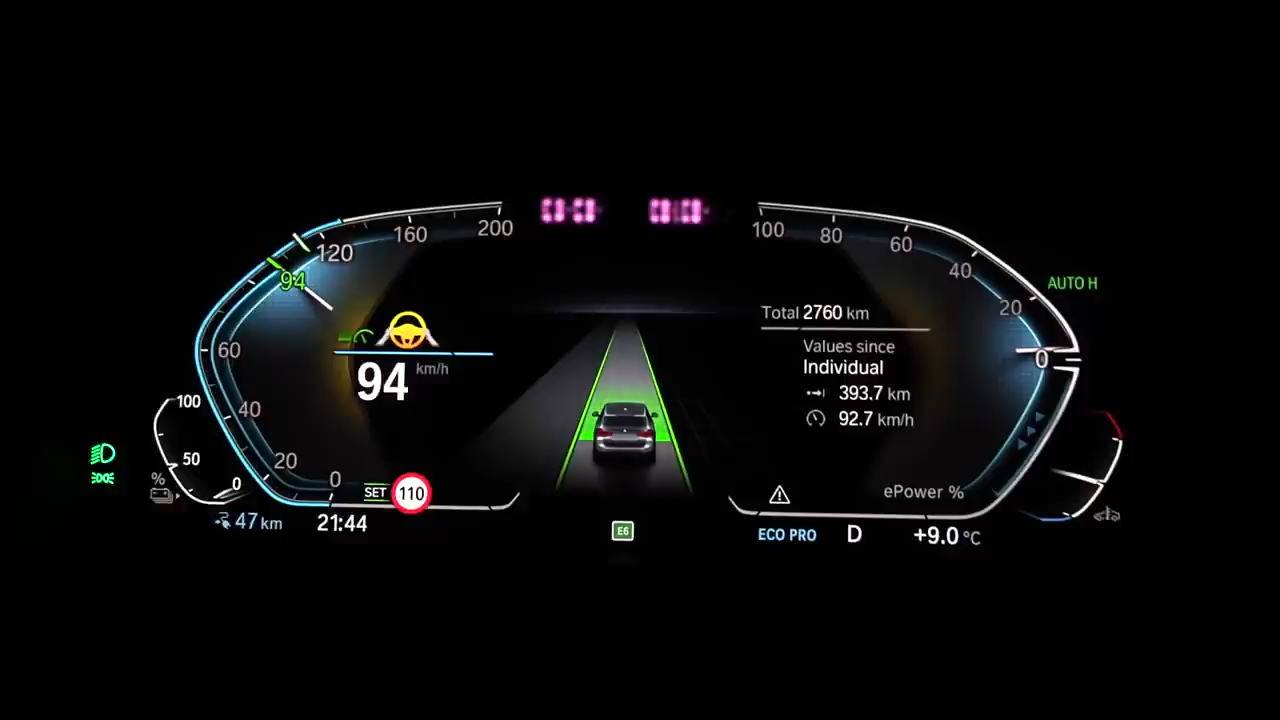 200
160
120
94
60
40
20
0
100
80
60
40
20
0
AUTO H
Total 2760 km
Values since
Individual
393.7 km
92.7 km/h
94 km/h
100
50
0
%
SET 110
ePower %
47 km
21:44
E6
ECO PRO D +9.0 °C